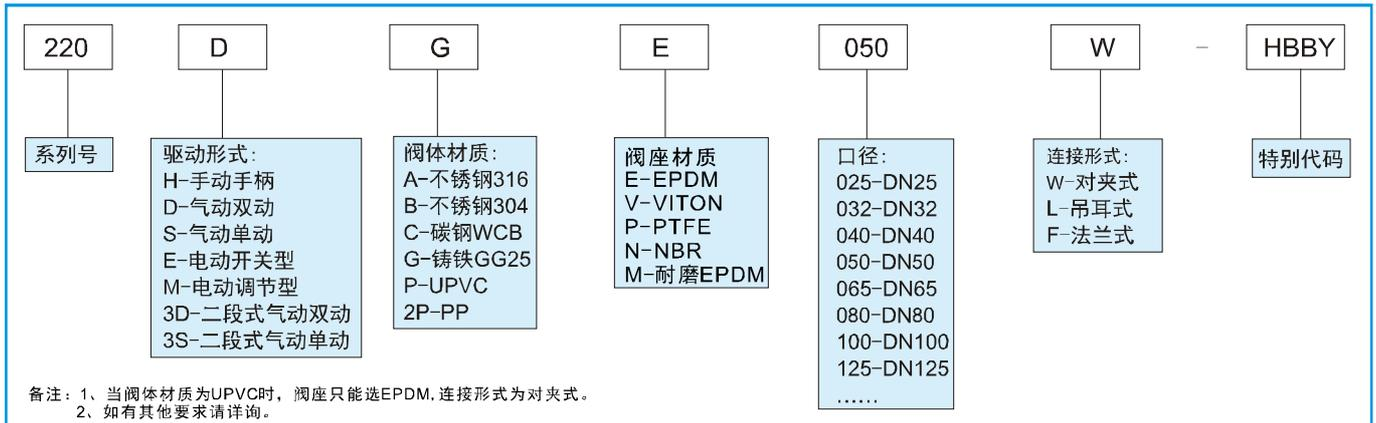 220 D G E 050 W - HBBY
系列号
驱动形式：
H-手动手柄
D-气动双动
S-气动单动
E-电动开关型
M-电动调节型
3D-二段式气动双动
3S-二段式气动单动
阀体材质：
A-不锈钢316
B-不锈钢304
C-碳钢WCB
G-铸铁GG25
P-UPVC
2P-PP
阀座材质
E-EPDM
V-VITON
P-PTFE
N-NBR
M-耐磨EPDM
口径：
025-DN25
032-DN32
040-DN40
050-DN50
065-DN65
080-DN80
100-DN100
125-DN125
......
连接形式：
W-对夹式
L-吊耳式
F-法兰式
特别代码
备注：1、当阀体材质为UPVC时，阀座只能选EPDM,连接形式为对夹式。
2、如有其他要求请详询。